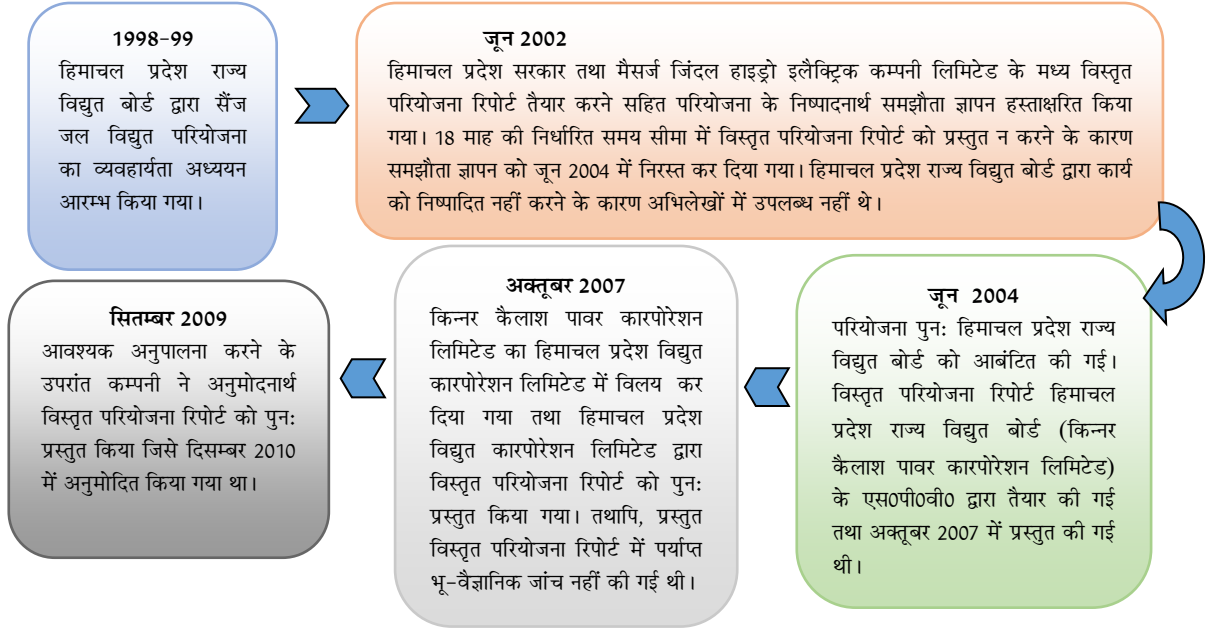 1998-99
हिमाचल प्रदेश राज्य
विद्युत बोर्ड द्वारा सैंज
जल विद्युत परियोजना
का व्यवहार्यता अध्ययन
आरम्भ किया गया।
जून 2002
हिमाचल प्रदेश सरकार तथा मैसर्ज जिंदल हाइड्रो इलैक्ट्रिक कम्पनी लिमिटेड के मध्य विस्तृत
परियोजना रिपोर्ट तैयार करने सहित परियोजना के निष्पादनार्थ समझौता ज्ञापन हस्ताक्षरित किया
गया। 18 माह की निर्धारित समय सीमा में विस्तृत परियोजना रिपोर्ट को प्रस्तुत न करने के कारण
समझौता ज्ञापन को जून 2004 में निरस्त कर दिया गया। हिमाचल प्रदेश राज्य विद्युत बोर्ड द्वारा कार्य
को निष्पादित नहीं करने के कारण अभिलेखों में उपलब्ध नहीं थे।
जून 2004
परियोजना पुन: हिमाचल प्रदेश राज्य
विद्युत बोर्ड को आबंटित की गई।
विस्तृत परियोजना रिपोर्ट हिमाचल
प्रदेश राज्य विद्युत बोर्ड (किन्नर
कैलाश पावर कारपोरेशन लिमिटेड)
के एस0पी0वी0 द्वारा तैयार की गई
तथा अक्तूबर 2007 में प्रस्तुत की गई
थी।
अक्तूबर 2007
किन्नर कैलाश पावर कारपोरेशन
लिमिटेड का हिमाचल प्रदेश विद्युत
कारपोरेशन लिमिटेड में विलय कर
दिया गया तथा हिमाचल प्रदेश
विद्युत कारपोरेशन लिमिटेड द्वारा
विस्तृत परियोजना रिपोर्ट को पुन:
प्रस्तुत किया गया। तथापि, प्रस्तुत
विस्तृत परियोजना रिपोर्ट में पर्याप्त
भू-वैज्ञानिक जांच नहीं की गई थी।
सितम्बर 2009
आवश्यक अनुपालना करने के
उपरांत कम्पनी ने अनुमोदनार्थ
विस्तृत परियोजना रिपोर्ट को पुन:
प्रस्तुत किया जिसे दिसम्बर 2010
में अनुमोदित किया गया था।